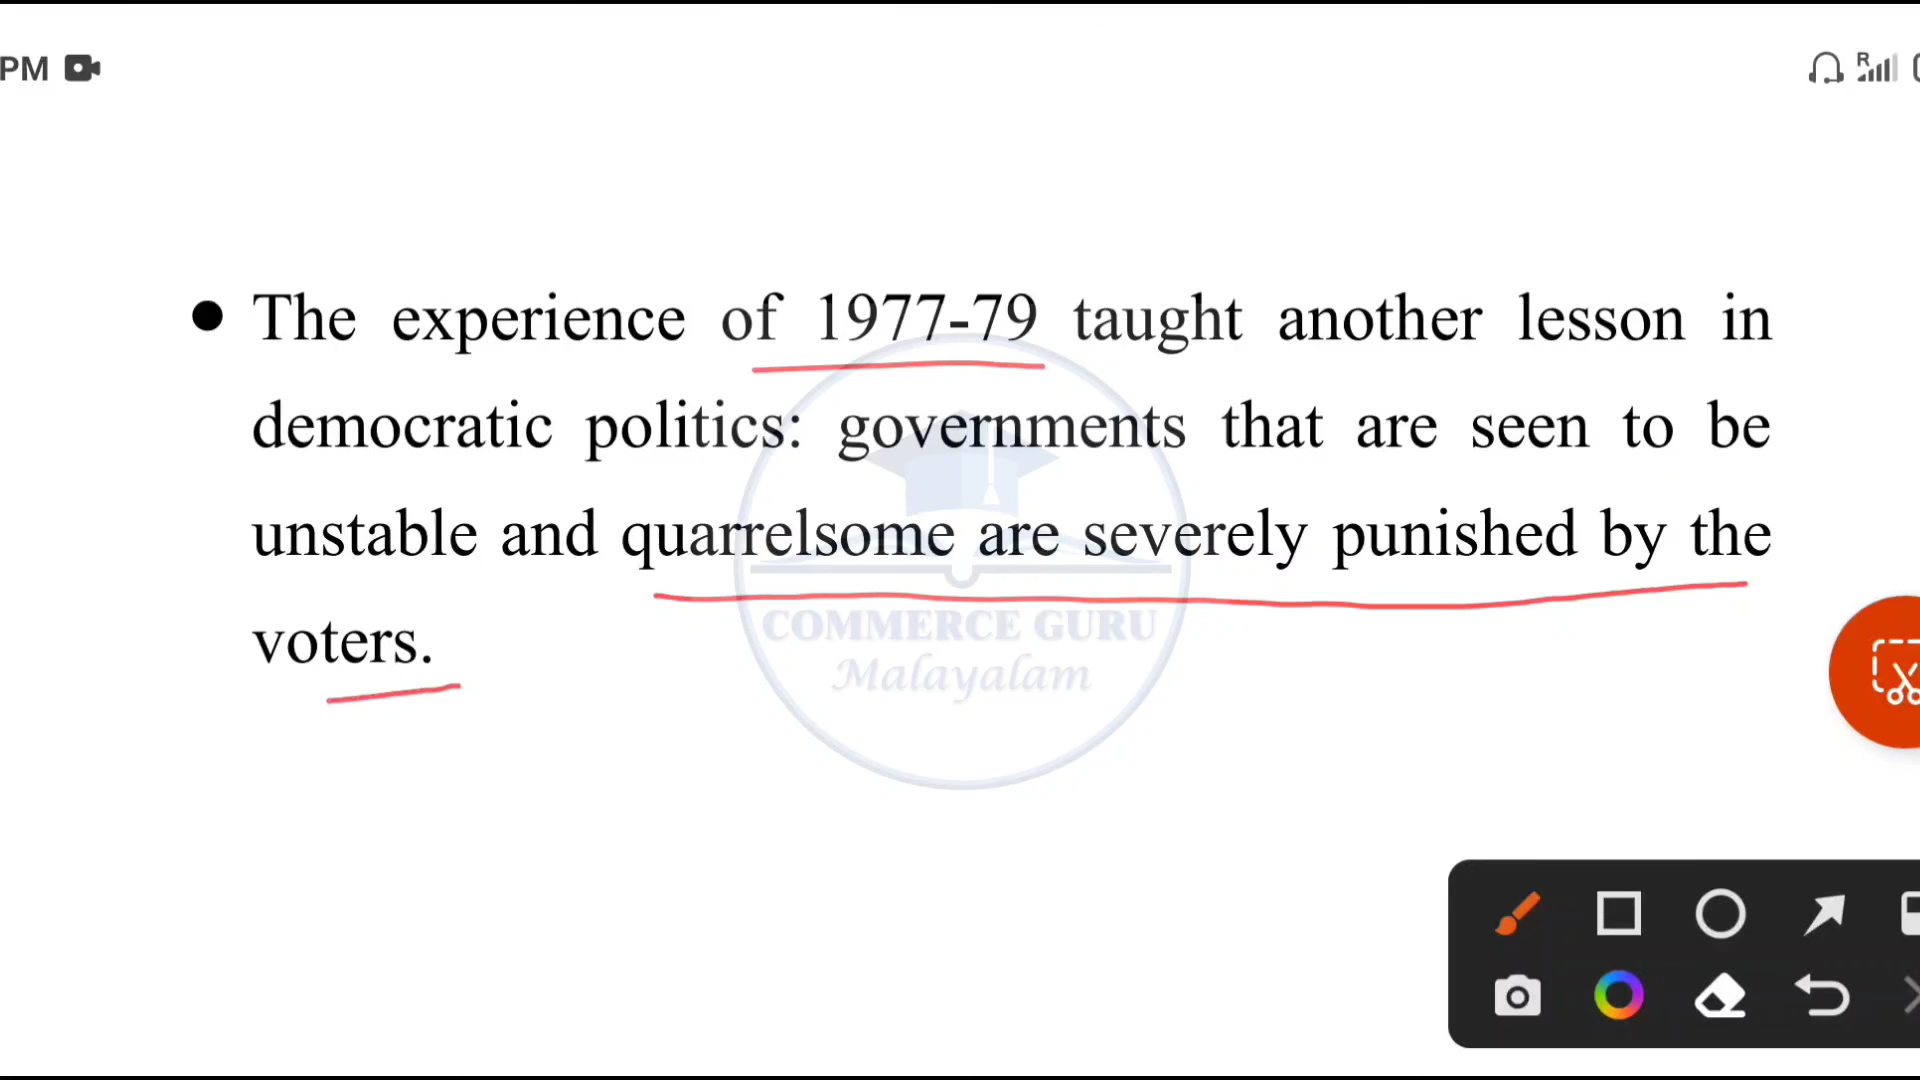 PM
R
● The experience of 1977-79 taught another lesson in
democratic politics: governments that are seen to be
unstable and quarrelsome are severely punished by the
voters.
COMMERCE GURU
Malayalam